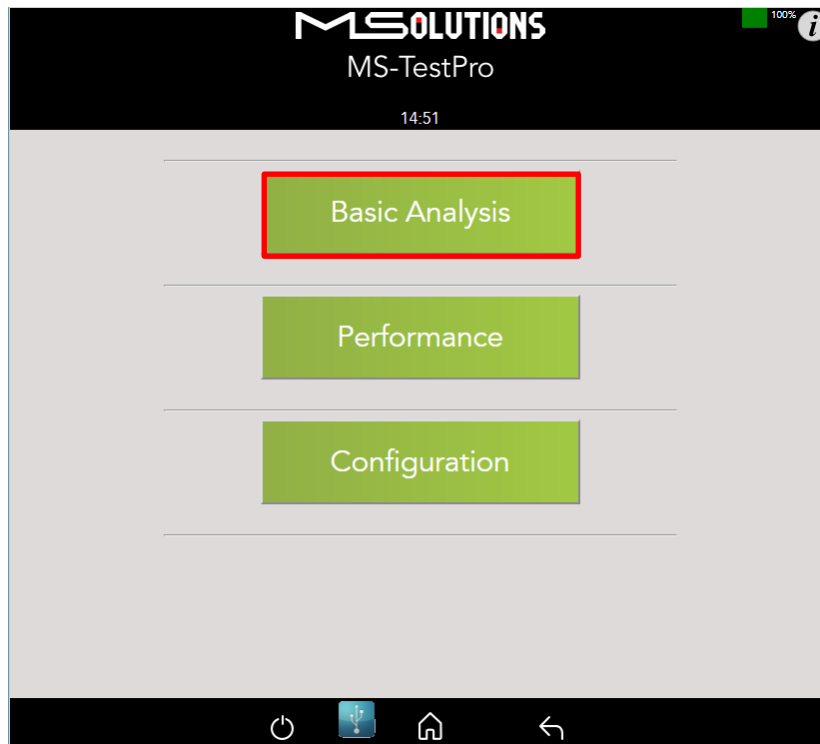 MSOLUTIONS
100%
i
MS-TestPro
14:51
Basic Analysis
Performance
Configuration